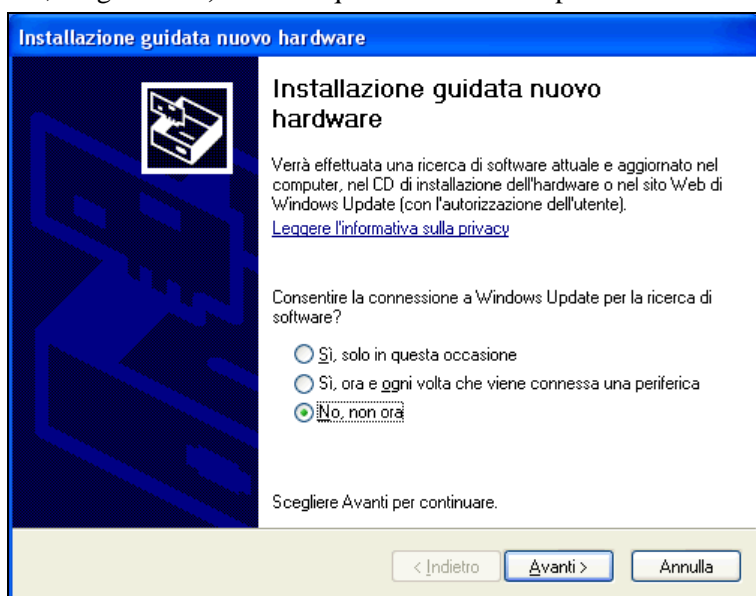 Installazione guidata nuovo hardware
Installazione guidata nuovo
hardware
Verrà effettuata una ricerca di software attuale e aggiornato nel
computer, nel CD di installazione dell'hardware o nel sito Web di
Windows Update (con l'autorizzazione dell'utente).
Leggere l'informativa sulla privacy
Consentire la connessione a Windows Update per la ricerca di
software?
Sì, solo in questa occasione
Sì, ora e ogni volta che viene connessa una periferica
No, non ora
Scegliere Avanti per continuare.
< Indietro Avanti > Annulla